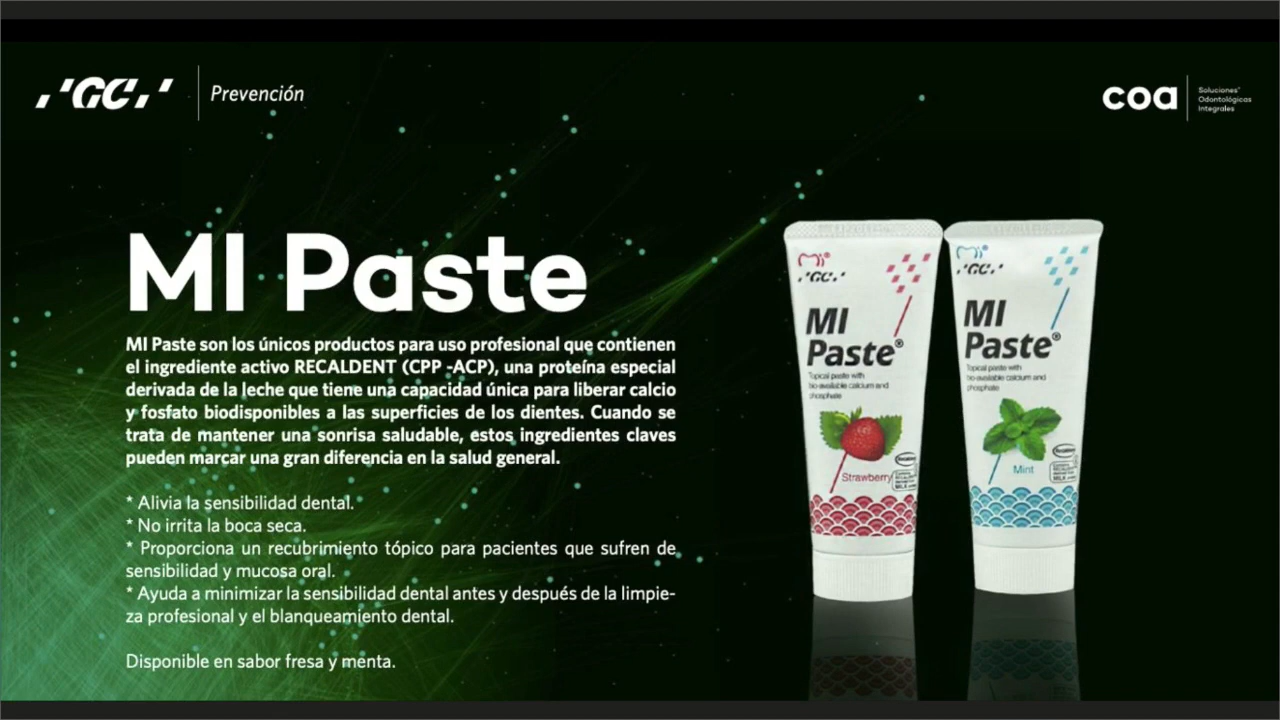 GC
Prevención
coa
Soluciones
Odontológicas
Integrales
MI Paste
MI Paste son los únicos productos para uso profesional que contienen
el ingrediente activo RECALDENT (CPP -ACP), una proteína especial
derivada de la leche que tiene una capacidad única para liberar calcio
y fosfato biodisponibles a las superficies de los dientes. Cuando se
trata de mantener una sonrisa saludable, estos ingredientes claves
pueden marcar una gran diferencia en la salud general.
* Alivia la sensibilidad dental.
* No irrita la boca seca.
* Proporciona un recubrimiento tópico para pacientes que sufren de
sensibilidad y mucosa oral.
* Ayuda a minimizar la sensibilidad dental antes y después de la limpie-
za profesional y el blanqueamiento dental.
Disponible en sabor fresa y menta.
Mi®
GC
MI
Paste®
Topical paste with
bio-available calcium and
phosphate
Strawberry
Mi®
GC
MI
Paste®
Topical paste with
bio-available calcium and
phosphate
Mint